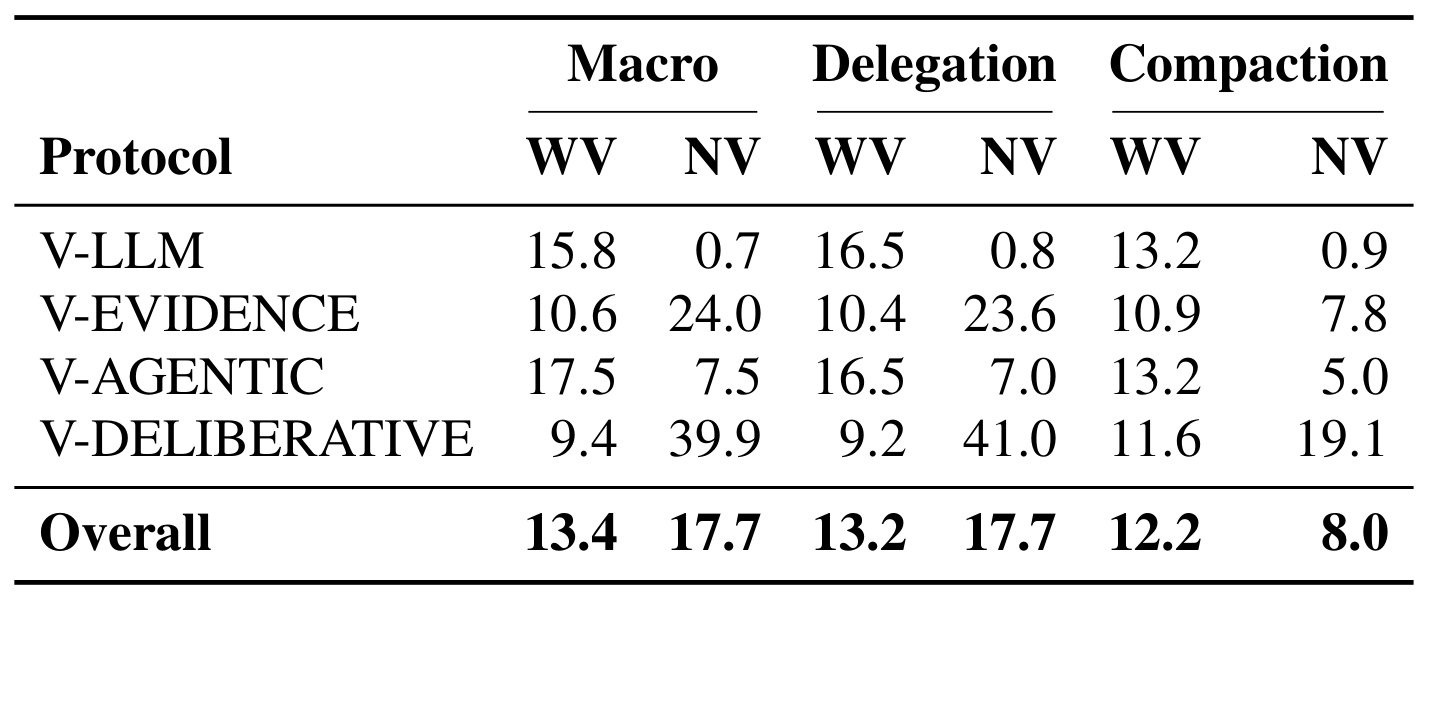 Macro Delegation Compaction
Protocol WV NV WV NV WV NV
V-LLM 15.8 0.7 16.5 0.8 13.2 0.9
V-EVIDENCE 10.6 24.0 10.4 23.6 10.9 7.8
V-AGENTIC 17.5 7.5 16.5 7.0 13.2 5.0
V-DELIBERATIVE 9.4 39.9 9.2 41.0 11.6 19.1
Overall 13.4 17.7 13.2 17.7 12.2 8.0